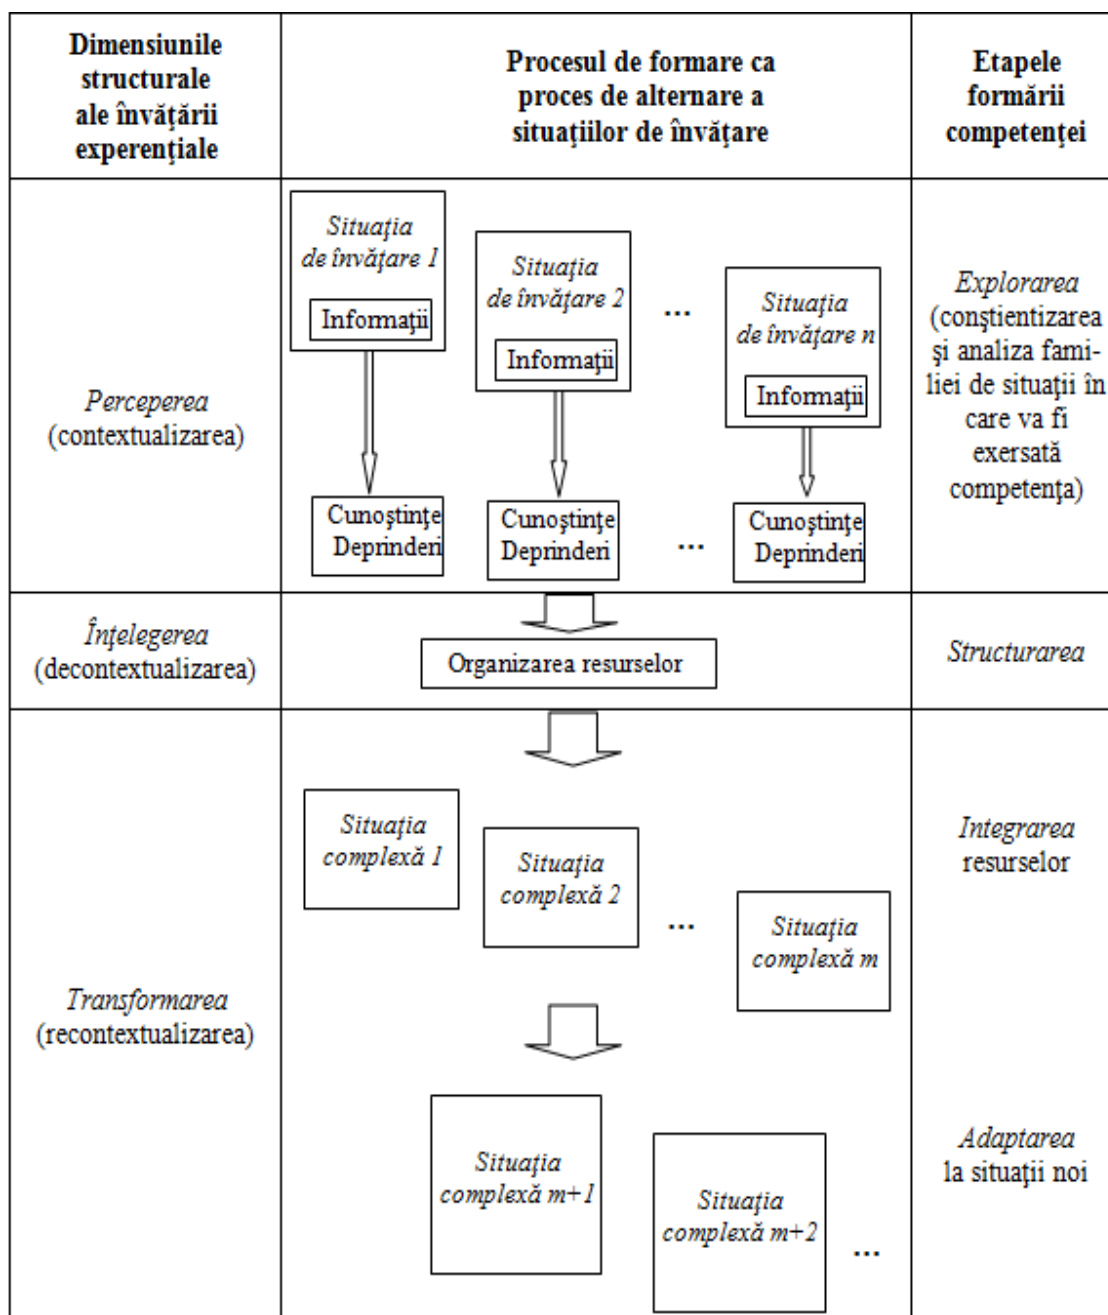 Dimensiunile
structurale
ale învăţării
experenţiale
Procesul de formare ca
proces de alternare a
situaţiilor de învăţare
Etapele
formării
competenţei
Perceperea
(contextualizarea)
Situaţia
de învăţare 1
Informaţii
Situaţia
de învăţare 2
Informaţii
...
Situaţia
de învăţare n
Informaţii
Cunoştinţe
Deprinderi
Cunoştinţe
Deprinderi
...
Cunoştinţe
Deprinderi
Explorarea
(conştientizarea
şi analiza fami-
liei de situaţii în
care va fi
exersată
competenţa)
Înţelegerea
(decontextualizarea)
Organizarea resurselor
Structurarea
Transformarea
(recontextualizarea)
Situaţia
complexă 1
Situaţia
complexă 2
...
Situaţia
complexă m
Integrarea
resurselor
Situaţia
complexă m+1
Situaţia
complexă m+2
...
Adaptarea
la situaţii noi